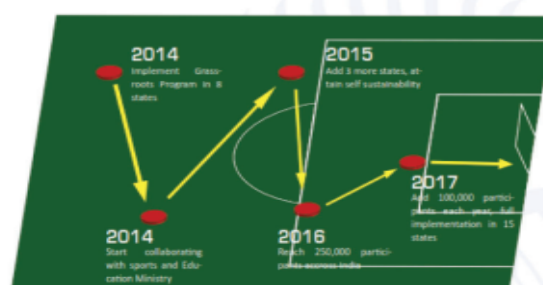 2014
Implement Grass-
roots Program in 8
states
2015
Add 3 more states, at-
tain self sustainability
2014
Start collaborating
with sports and Edu-
cation Ministry
2016
Reach 250,000 partici-
pants accross India
2017
Add 100,000 partici-
pants each year, full
implementation in 15
states